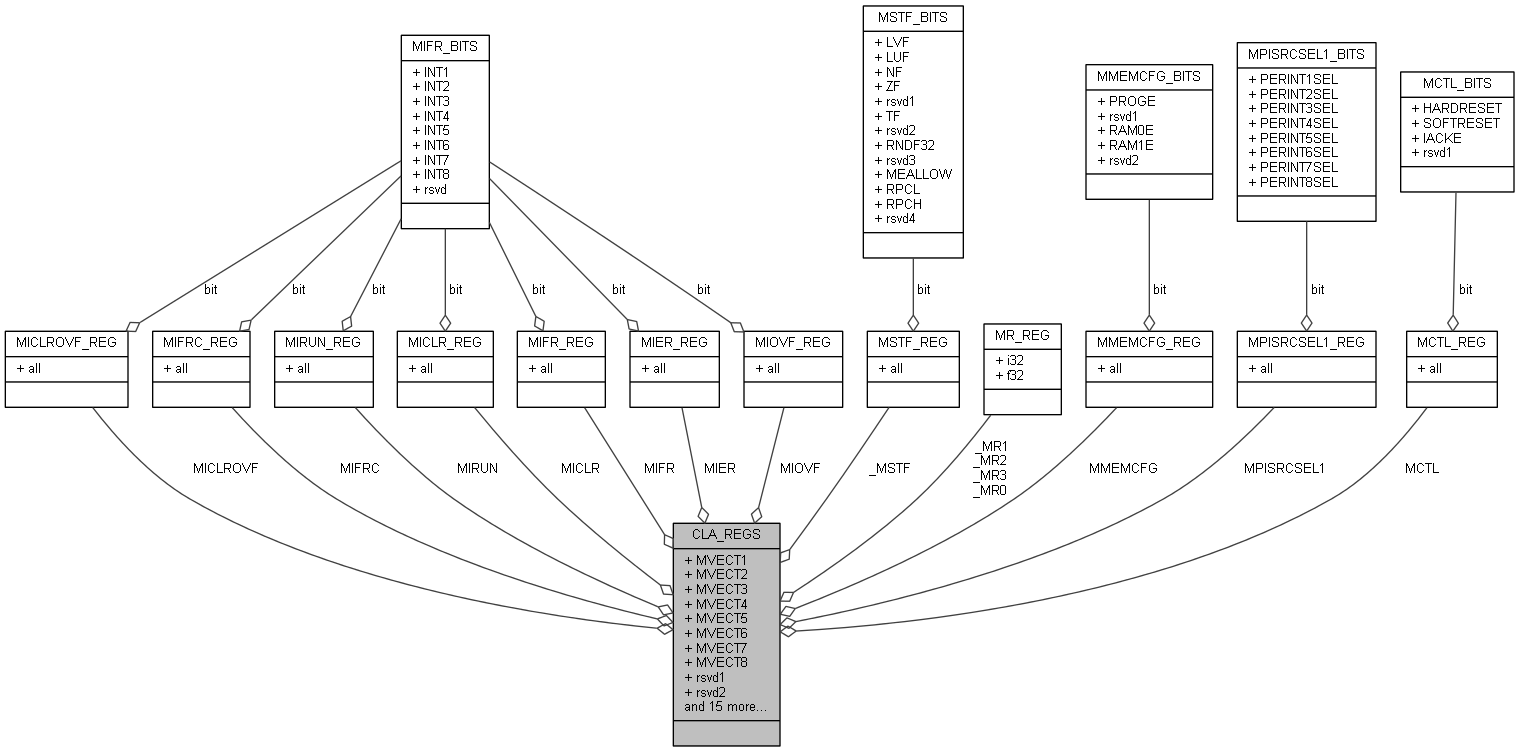 MIFR_BITS
+ INT1
+ INT2
+ INT3
+ INT4
+ INT5
+ INT6
+ INT7
+ INT8
+ rsvd
MSTF_BITS
+ LVF
+ LUF
+ NF
+ ZF
+ rsvd1
+ TF
+ rsvd2
+ RNDF32
+ rsvd3
+ MEALLOW
+ RPCL
+ RPCH
+ rsvd4
MMEMCFG_BITS
+ PROGE
+ rsvd1
+ RAM0E
+ RAM1E
+ rsvd2
MPISRCSEL1_BITS
+ PERINT1SEL
+ PERINT2SEL
+ PERINT3SEL
+ PERINT4SEL
+ PERINT5SEL
+ PERINT6SEL
+ PERINT7SEL
+ PERINT8SEL
MCTL_BITS
+ HARDRESET
+ SOFTRESET
+ IACKE
+ rsvd1
bit
bit
bit
bit
bit
bit
bit
bit
bit
bit
bit
MICLROVF_REG
+ all
MIFRC_REG
+ all
MIRUN_REG
+ all
MICLR_REG
+ all
MIFR_REG
+ all
MIER_REG
+ all
MIOVF_REG
+ all
MSTF_REG
+ all
MR_REG
+ i32
+ f32
MMEMCFG_REG
+ all
MPISRCSEL1_REG
+ all
MCTL_REG
+ all
MICLROVF
MIFRC
MIRUN
MICLR
MIFR
MIER
MIOVF
_MSTF
_MR1
_MR2
_MR3
_MR0
MMEMCFG
MPISRCSEL1
MCTL
CLA_REGS
+ MVECT1
+ MVECT2
+ MVECT3
+ MVECT4
+ MVECT5
+ MVECT6
+ MVECT7
+ MVECT8
+ rsvd1
+ rsvd2
and 15 more...